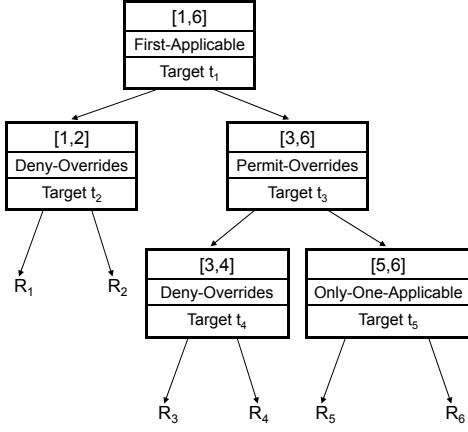 [1,6]
First-Applicable
Target t₁
[1,2]
Deny-Overrides
Target t₂
[3,6]
Permit-Overrides
Target t₃
R₁
R₂
[3,4]
Deny-Overrides
Target t₄
[5,6]
Only-One-Applicable
Target t₅
R₃
R₄
R₅
R₆